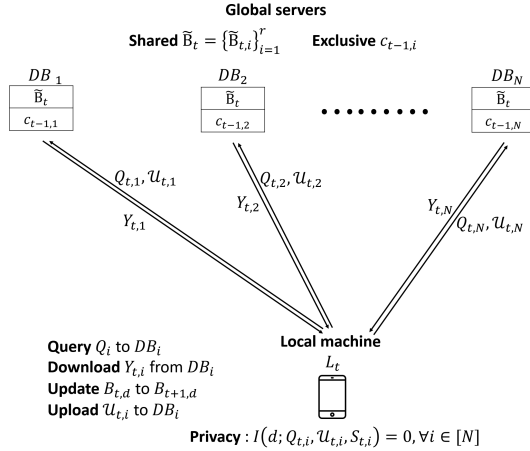 Global servers
Shared B̃_t = {B̃_{t,i}}_{i=1}^r Exclusive c_{t−1,i}
DB_1 DB_2 DB_N
B̃_t B̃_t B̃_t
c_{t−1,1} c_{t−1,2} c_{t−1,N}
Q_{t,1}, 𝒰_{t,1} Q_{t,2}, 𝒰_{t,2} Y_{t,N}
Y_{t,1} Y_{t,2} Q_{t,N}, 𝒰_{t,N}
Local machine
L_t
Query Q_i to DB_i
Download Y_{t,i} from DB_i
Update B_{t,d} to B_{t+1,d}
Upload 𝒰_{t,i} to DB_i
Privacy : I(d; Q_{t,i}, 𝒰_{t,i}, S_{t,i}) = 0, ∀i ∈ [N]